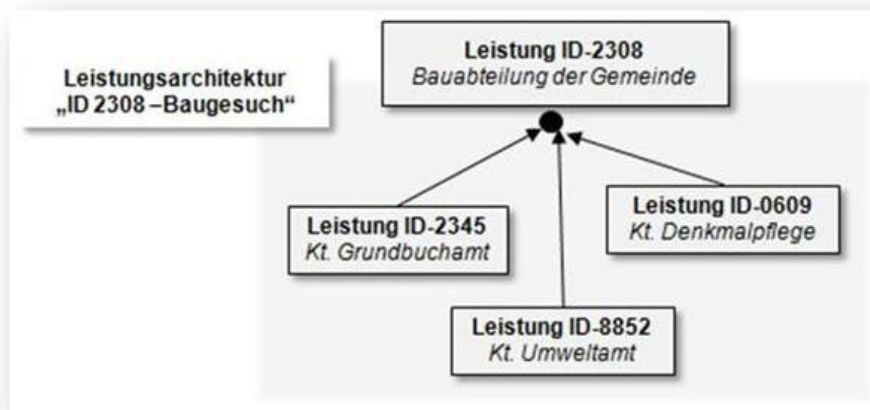 Leistungsarchitektur
„ID 2308 –Baugesuch“
Leistung ID-2308
Bauabteilung der Gemeinde
Leistung ID-2345
Kt. Grundbuchamt
Leistung ID-0609
Kt. Denkmalpflege
Leistung ID-8852
Kt. Umweltamt